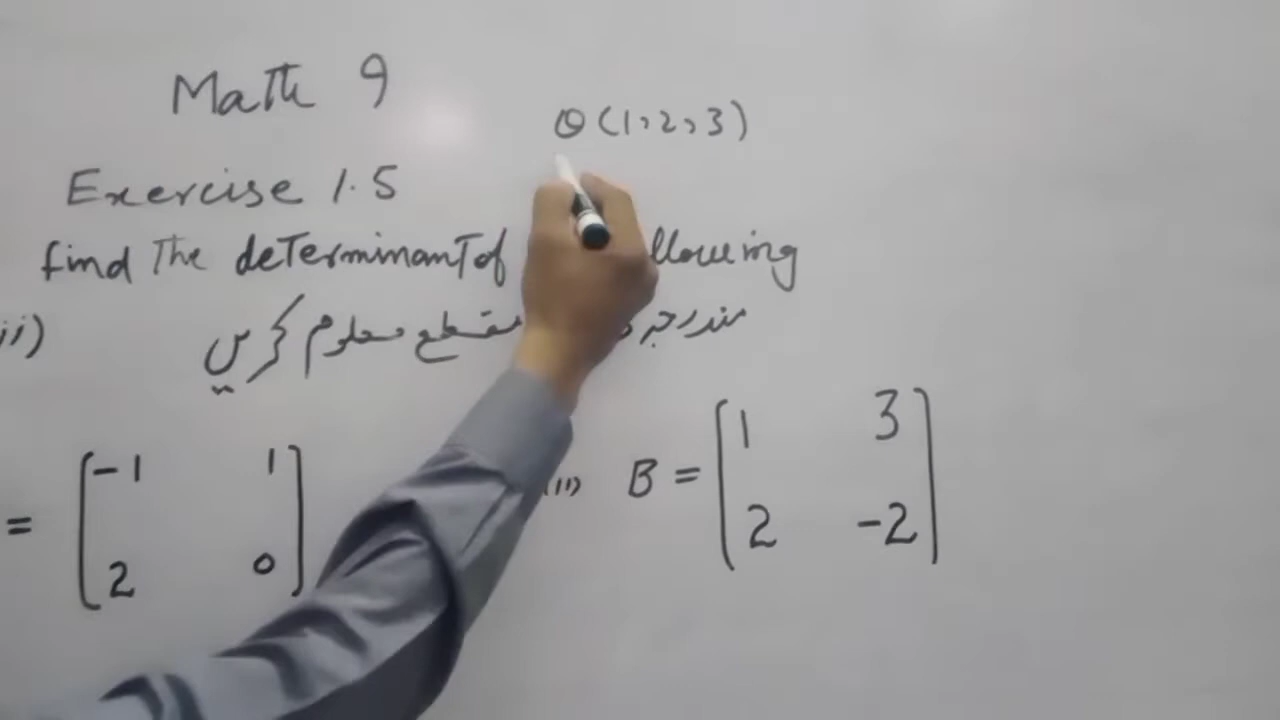 Math 9
Q (1,2,3)
Exercise 1.5
find The deTerminanT of llowing
ii)
مندرجہ مقطع معلوم کریں
= [-1 1
2 0]
(ii) B = [1 3
2 -2]